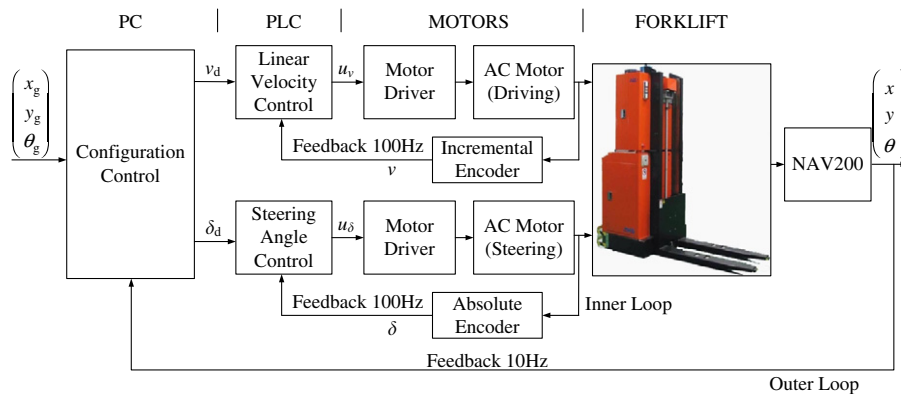 PC | PLC | MOTORS | FORKLIFT
x_g
y_g
θ_g
Configuration
Control
v_d
Linear
Velocity
Control
u_v
Motor
Driver
AC Motor
(Driving)
Feedback 100Hz
v
Incremental
Encoder
δ_d
Steering
Angle
Control
u_δ
Motor
Driver
AC Motor
(Steering)
Feedback 100Hz
δ
Absolute
Encoder
Inner Loop
NAV200
x
y
θ
Feedback 10Hz
Outer Loop